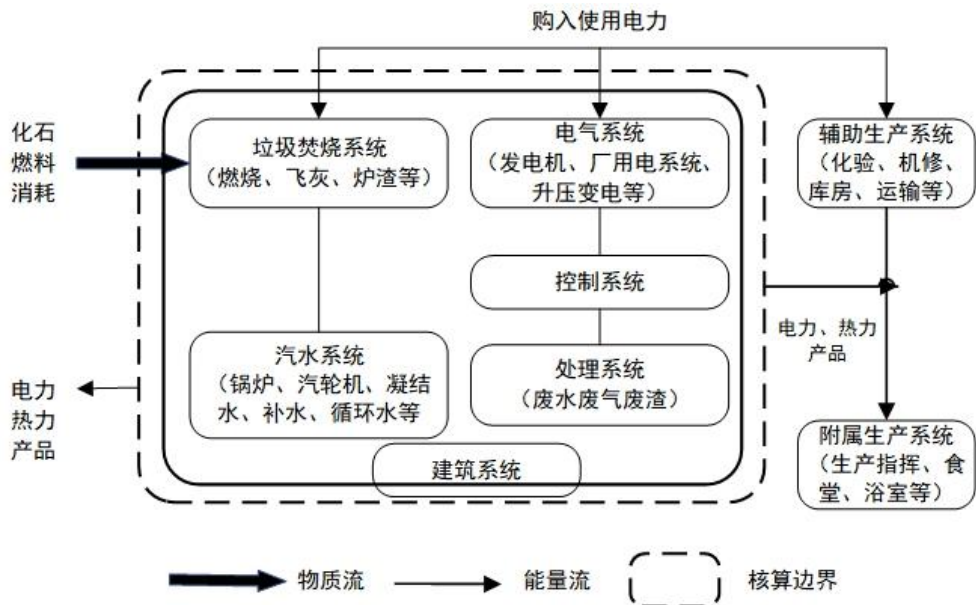 购入使用电力
化石
燃料
消耗
垃圾焚烧系统
（燃烧、飞灰、炉渣等）
电气系统
（发电机、厂用电系统、
升压变电等）
辅助生产系统
（化验、机修、
库房、运输等）
控制系统
电力、热力
产品
汽水系统
（锅炉、汽轮机、凝结
水、补水、循环水等
处理系统
（废水废气废渣）
电力
热力
产品
建筑系统
附属生产系统
（生产指挥、食
堂、浴室等）
物质流
能量流
核算边界